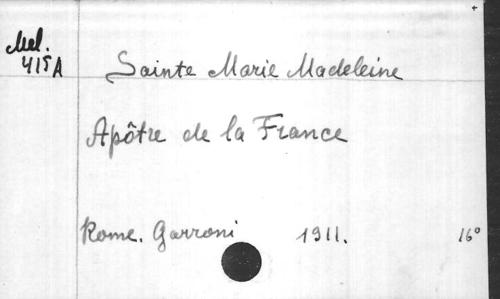 Mel.
415A
Sainte Marie Madeleine
Apôtre de la France
Rome. Garroni 1911. 16°